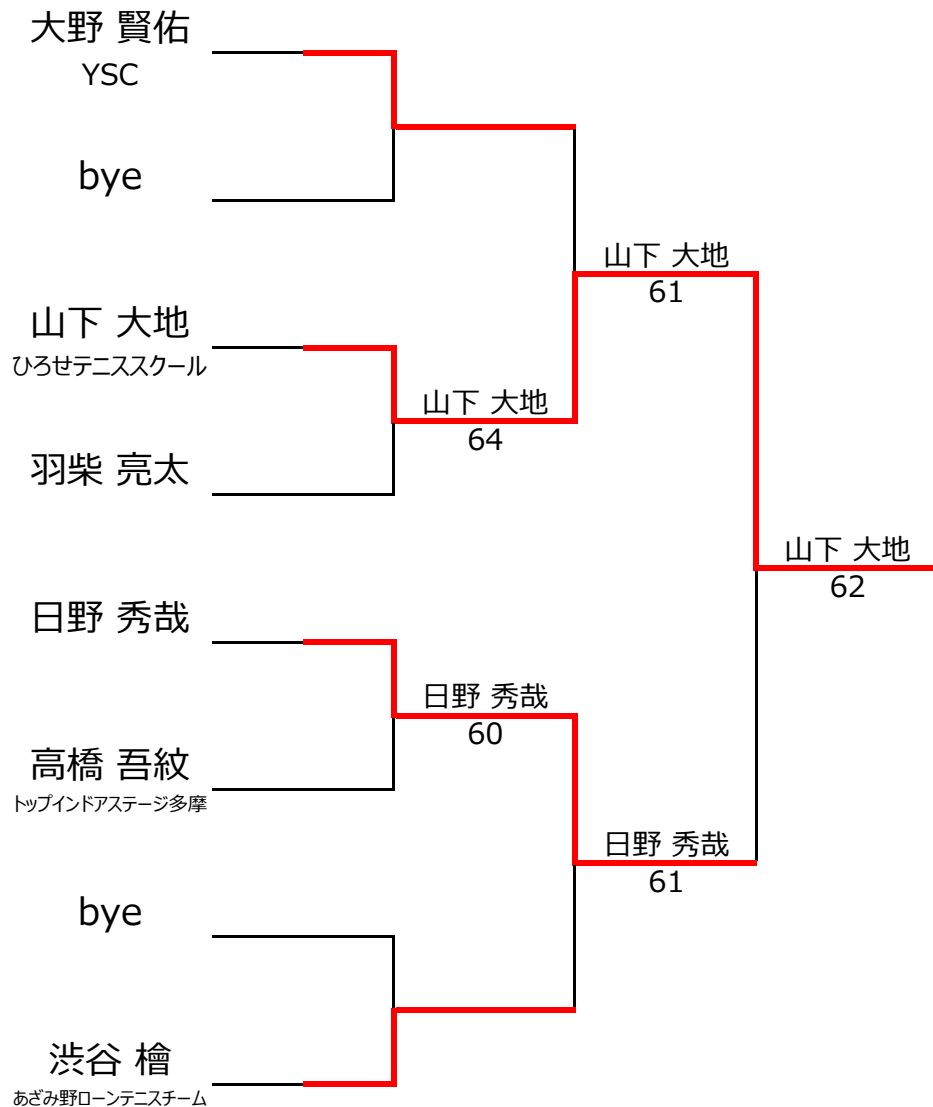 大野 賢佑
YSC
bye
山下 大地
ひろせテニススクール
羽柴 亮太
日野 秀哉
高橋 吾紋
トップインドアステージ多摩
bye
渋谷 檜
あざみ野ローンテニスチーム
山下 大地
64
日野 秀哉
60
山下 大地
61
日野 秀哉
61
山下 大地
62